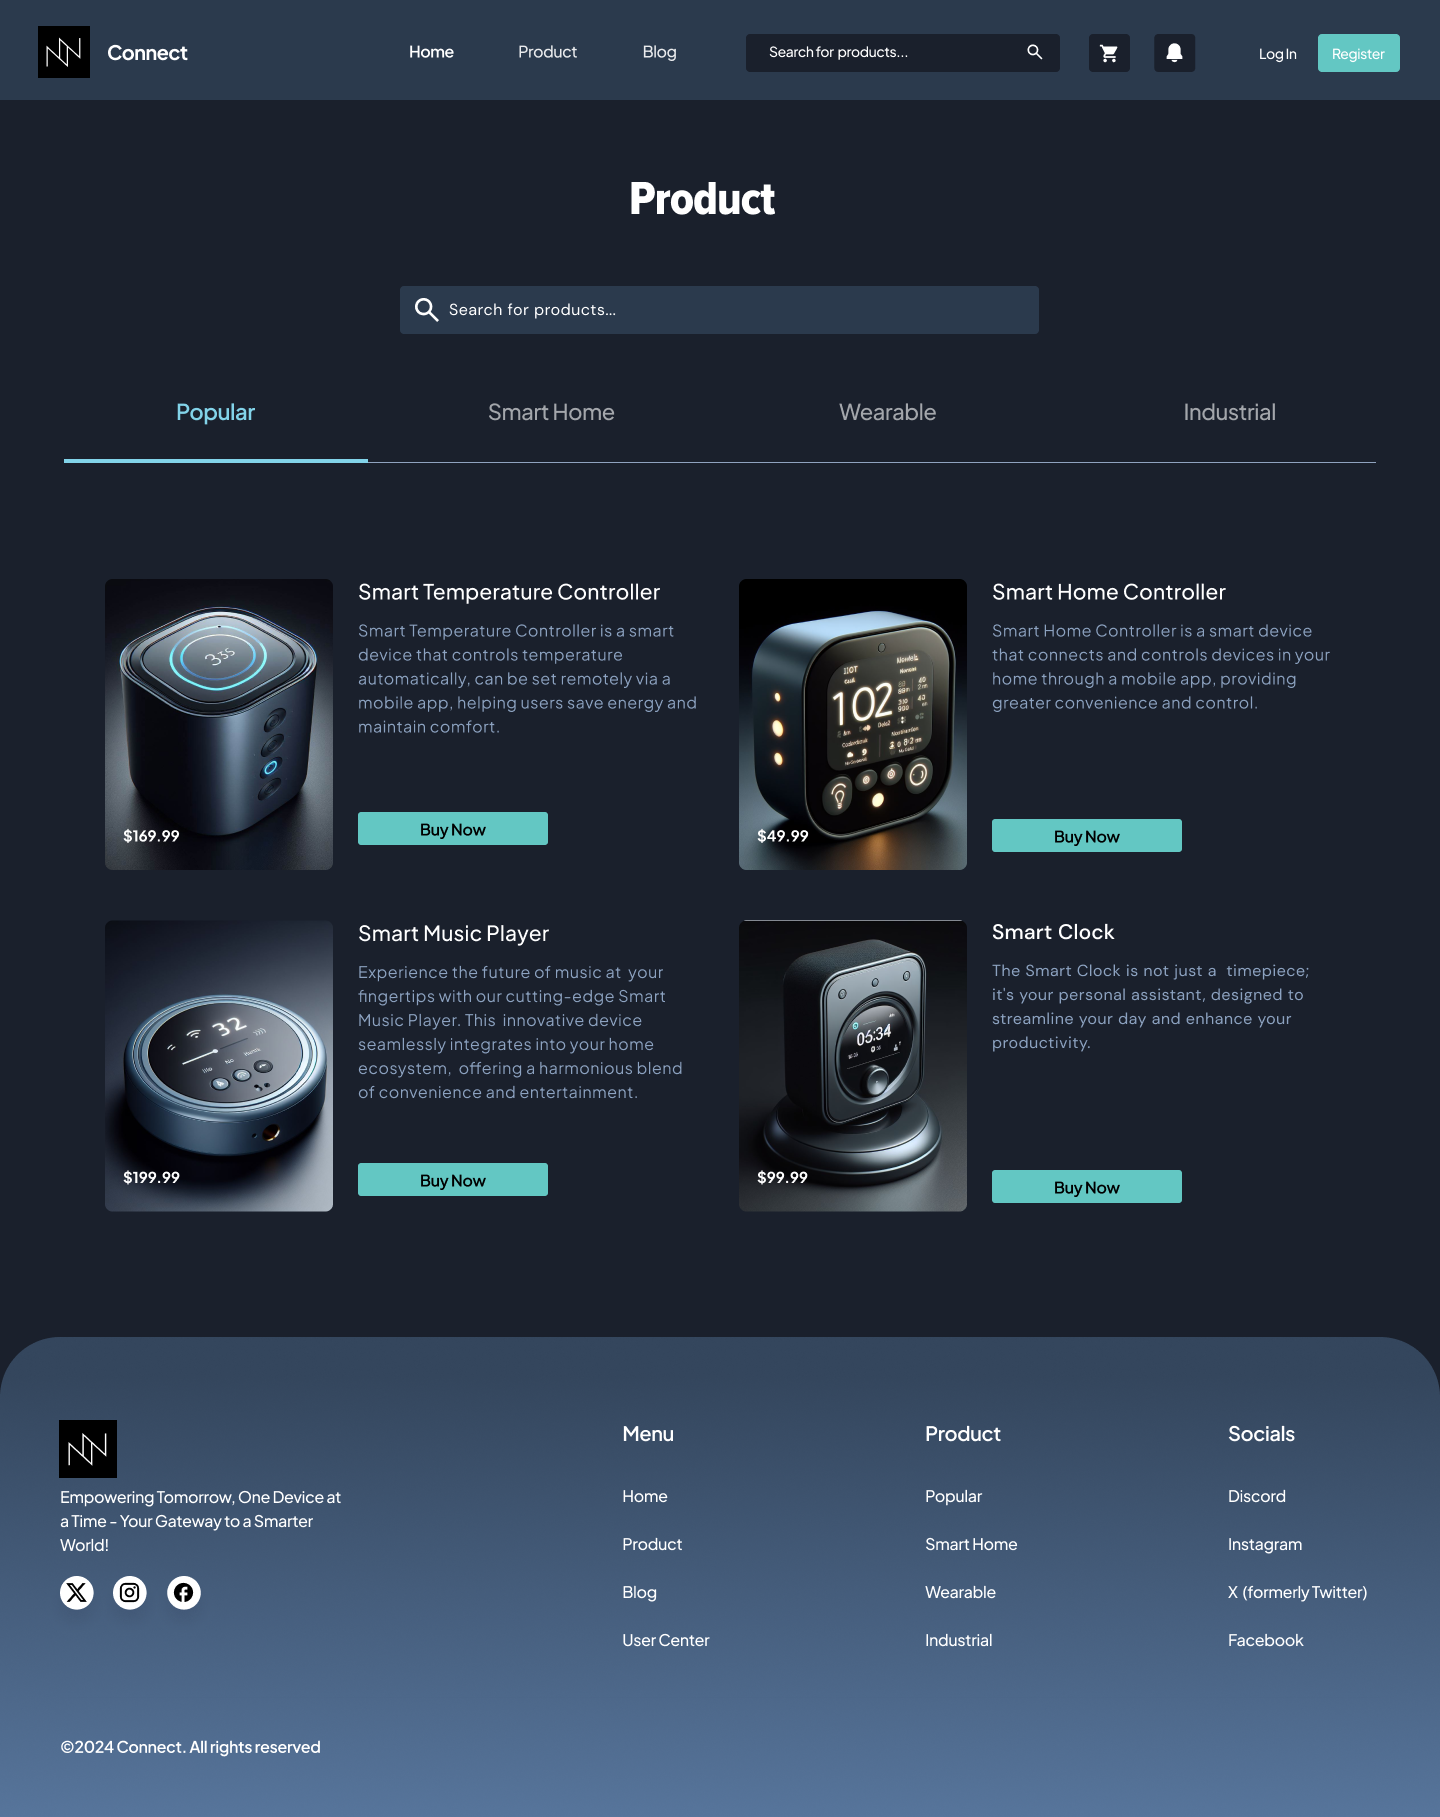 Connect
Home
Product
Blog
Search for products...
Log In
Register
Product
Search for products...
Popular
Smart Home
Wearable
Industrial
335
$169.99
Smart Temperature Controller
Smart Temperature Controller is a smart
device that controls temperature
automatically, can be set remotely via a
mobile app, helping users save energy and
maintain comfort.
Buy Now
102
$49.99
Smart Home Controller
Smart Home Controller is a smart device
that connects and controls devices in your
home through a mobile app, providing
greater convenience and control.
Buy Now
32
$199.99
Smart Music Player
Experience the future of music at your
fingertips with our cutting-edge Smart
Music Player. This innovative device
seamlessly integrates into your home
ecosystem, offering a harmonious blend
of convenience and entertainment.
Buy Now
06:34
$99.99
Smart Clock
The Smart Clock is not just a timepiece;
it's your personal assistant, designed to
streamline your day and enhance your
productivity.
Buy Now
Empowering Tomorrow, One Device at
a Time - Your Gateway to a Smarter
World!
Menu
Home
Product
Blog
User Center
Product
Popular
Smart Home
Wearable
Industrial
Socials
Discord
Instagram
X (formerly Twitter)
Facebook
©2024 Connect. All rights reserved